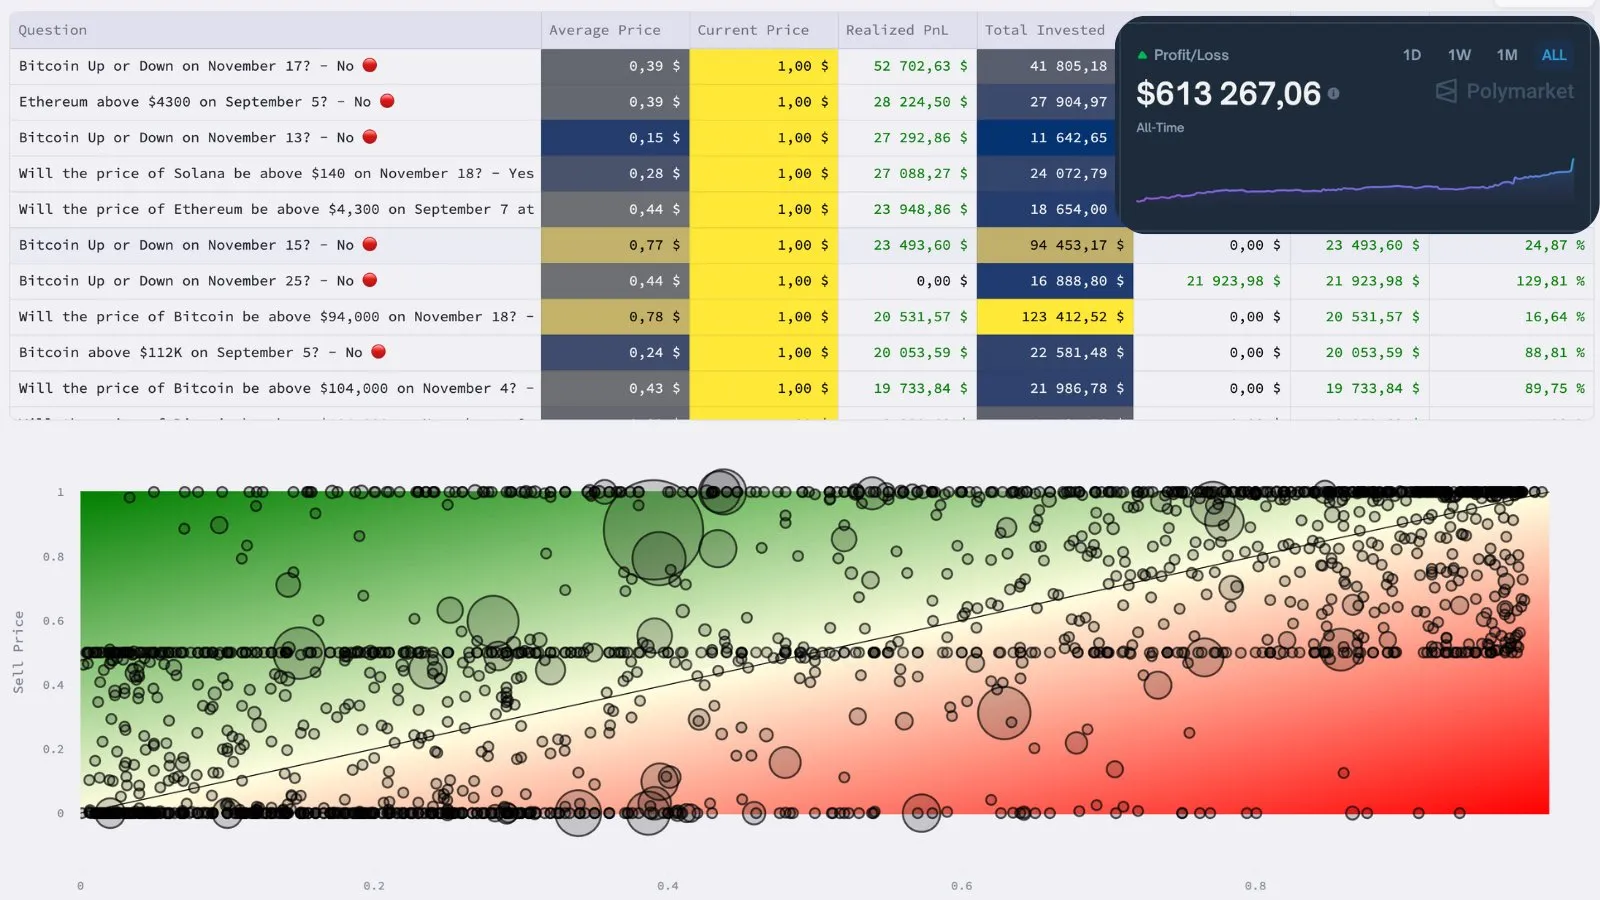 Question Average Price Current Price Realized PnL Total Invested
Bitcoin Up or Down on November 17? – No 0,39 $ 1,00 $ 52 702,63 $ 41 805,18
Ethereum above $4300 on September 5? – No 0,39 $ 1,00 $ 28 224,50 $ 27 904,97
Bitcoin Up or Down on November 13? – No 0,15 $ 1,00 $ 27 292,86 $ 11 642,65
Will the price of Solana be above $140 on November 18? – Yes 0,28 $ 1,00 $ 27 088,27 $ 24 072,79
Will the price of Ethereum be above $4,300 on September 7 at 0,44 $ 1,00 $ 23 948,86 $ 18 654,00
Bitcoin Up or Down on November 15? – No 0,77 $ 1,00 $ 23 493,60 $ 94 453,17 $ 0,00 $ 23 493,60 $ 24,87 %
Bitcoin Up or Down on November 25? – No 0,44 $ 1,00 $ 0,00 $ 16 888,80 $ 21 923,98 $ 21 923,98 $ 129,81 %
Will the price of Bitcoin be above $94,000 on November 18? – 0,78 $ 1,00 $ 20 531,57 $ 123 412,52 $ 0,00 $ 20 531,57 $ 16,64 %
Bitcoin above $112K on September 5? – No 0,24 $ 1,00 $ 20 053,59 $ 22 581,48 $ 0,00 $ 20 053,59 $ 88,81 %
Will the price of Bitcoin be above $104,000 on November 4? – 0,43 $ 1,00 $ 19 733,84 $ 21 986,78 $ 0,00 $ 19 733,84 $ 89,75 %
Profit/Loss 1D 1W 1M ALL
$613 267,06 Polymarket
All-Time
Sell Price
1
0.8
0.6
0.4
0.2
0
0 0.2 0.4 0.6 0.8